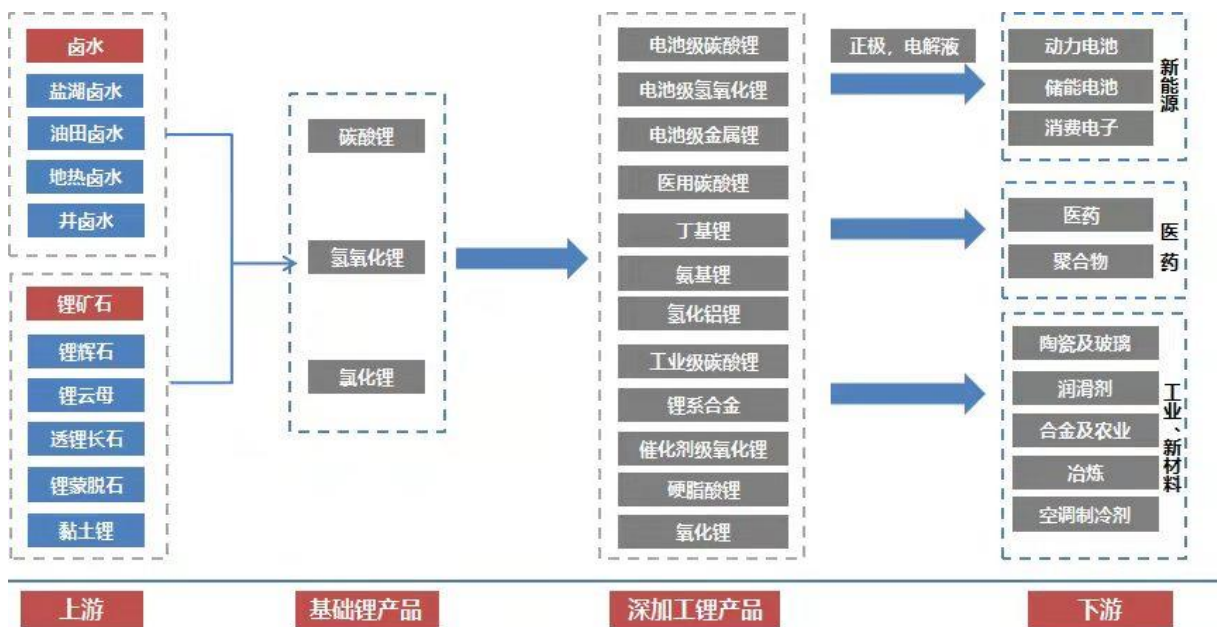 卤水
盐湖卤水
油田卤水
地热卤水
井卤水
锂矿石
锂辉石
锂云母
透锂长石
锂蒙脱石
黏土锂
碳酸锂
氢氧化锂
氯化锂
电池级碳酸锂
电池级氢氧化锂
电池级金属锂
医用碳酸锂
丁基锂
氨基锂
氢化铝锂
工业级碳酸锂
锂系合金
催化剂级氧化锂
硬脂酸锂
氧化锂
正极，电解液
动力电池
储能电池
消费电子
新能源
医药
聚合物
医药
陶瓷及玻璃
润滑剂
合金及农业
冶炼
空调制冷剂
工业、新材料
上游
基础锂产品
深加工锂产品
下游